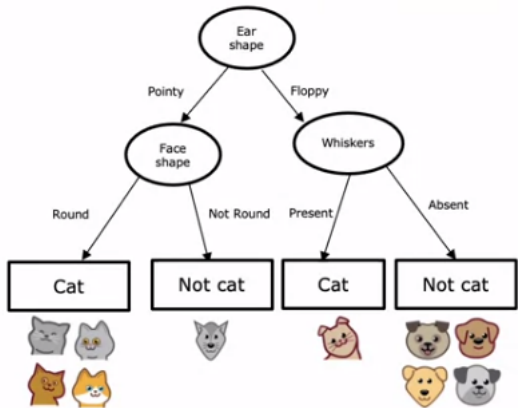 Ear
shape
Pointy
Floppy
Face
shape
Whiskers
Round
Not Round
Present
Absent
Cat
Not cat
Cat
Not cat